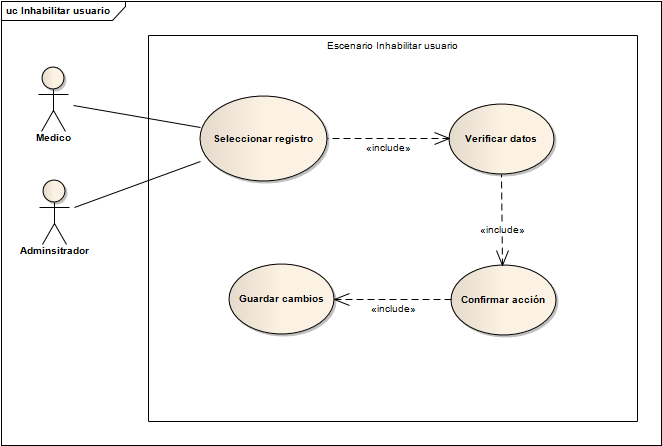 uc Inhabilitar usuario
Escenario Inhabilitar usuario
Medico
Seleccionar registro
Verificar datos
«include»
Adminsitrador
«include»
Guardar cambios
Confirmar acción
«include»